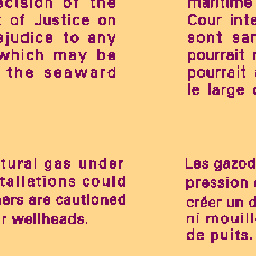 ecision of the
of Justice on
ejudice to any
which may be
the seaward
tural gas under
tallations could
ners are cautioned
r wellheads.
maritime
Cour inte
sont san
pourrait
pourrait
le large
Les gazod
pression
créer un d
ni mouill
de puits.